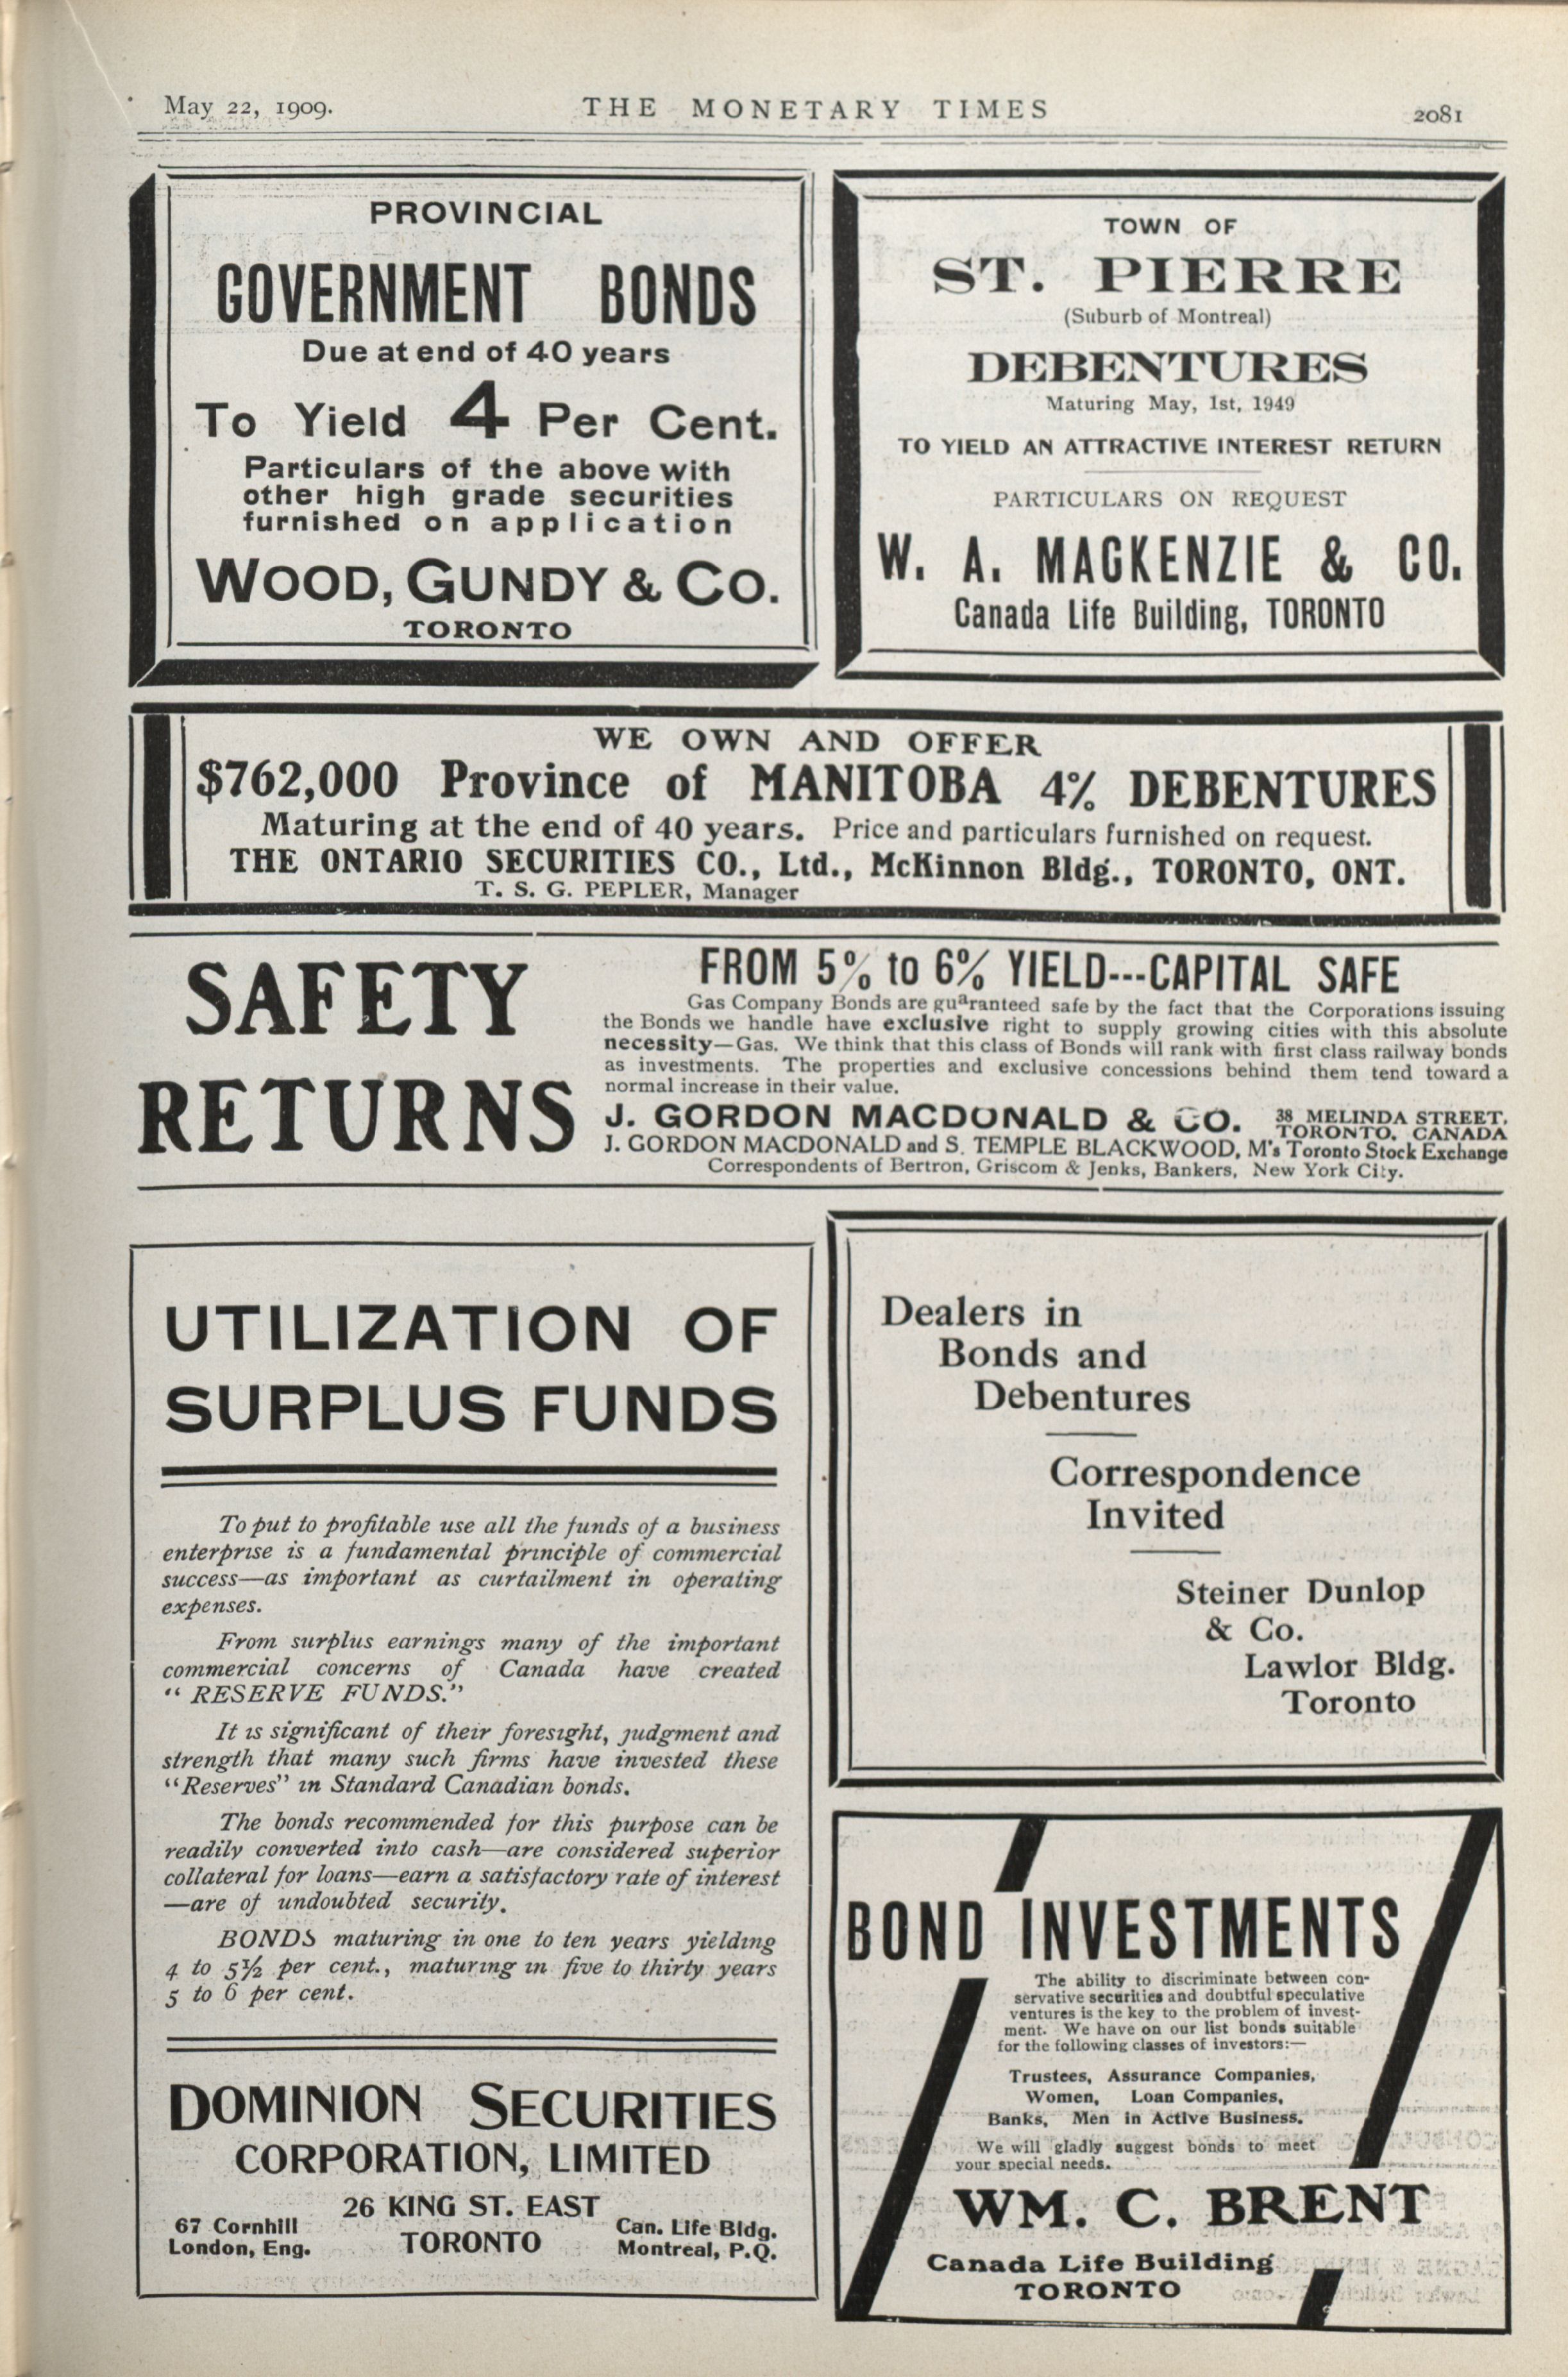 May 22, 1909.
THE MONETARY TIMES
2081
PROVINCIAL
GOVERNMENT BONDS
Due at end of 40 years
To Yield 4 Per Cent.
Particulars of the above with
other high grade securities
furnished on application
WOOD, GUNDY & CO.
TORONTO
TOWN OF
ST. PIERRE
(Suburb of Montreal)
DEBENTURES
Maturing May, 1st, 1949
TO YIELD AN ATTRACTIVE INTEREST RETURN
PARTICULARS ON REQUEST
W. A. MACKENZIE & CO.
Canada Life Building, TORONTO
WE OWN AND OFFER
$762,000 Province of MANITOBA 4% DEBENTURES
Maturing at the end of 40 years. Price and particulars furnished on request.
THE ONTARIO SECURITIES CO., Ltd., McKinnon Bldg., TORONTO, ONT.
T. S. G. PEPLER, Manager
SAFETY
RETURNS
FROM 5% to 6% YIELD---CAPITAL SAFE
Gas Company Bonds are guaranteed safe by the fact that the Corporations issuing
the Bonds we handle have exclusive right to supply growing cities with this absolute
necessity—Gas. We think that this class of Bonds will rank with first class railway bonds
as investments. The properties and exclusive concessions behind them tend toward a
normal increase in their value.
J. GORDON MACDONALD & CO. 38 MELINDA STREET,
TORONTO, CANADA
J. GORDON MACDONALD and S. TEMPLE BLACKWOOD, M's Toronto Stock Exchange
Correspondents of Bertron, Griscom & Jenks, Bankers, New York City.
UTILIZATION OF
SURPLUS FUNDS
To put to profitable use all the funds of a business
enterprise is a fundamental principle of commercial
success—as important as curtailment in operating
expenses.
From surplus earnings many of the important
commercial concerns of Canada have created
"RESERVE FUNDS."
It is significant of their foresight, judgment and
strength that many such firms have invested these
"Reserves" in Standard Canadian bonds.
The bonds recommended for this purpose can be
readily converted into cash—are considered superior
collateral for loans—earn a satisfactory rate of interest
—are of undoubted security.
BONDS maturing in one to ten years yielding
4 to 5½ per cent., maturing in five to thirty years
5 to 6 per cent.
DOMINION SECURITIES
CORPORATION, LIMITED
26 KING ST. EAST
TORONTO
67 Cornhill
London, Eng.
Can. Life Bldg.
Montreal, P.Q.
Dealers in
Bonds and
Debentures
Correspondence
Invited
Steiner Dunlop
& Co.
Lawlor Bldg.
Toronto
BOND INVESTMENTS
The ability to discriminate between con-
servative securities and doubtful speculative
ventures is the key to the problem of invest-
ment. We have on our list bonds suitable
for the following classes of investors:—
Trustees, Assurance Companies,
Women, Loan Companies,
Banks, Men in Active Business.
We will gladly suggest bonds to meet
your special needs.
WM. C. BRENT
Canada Life Building
TORONTO